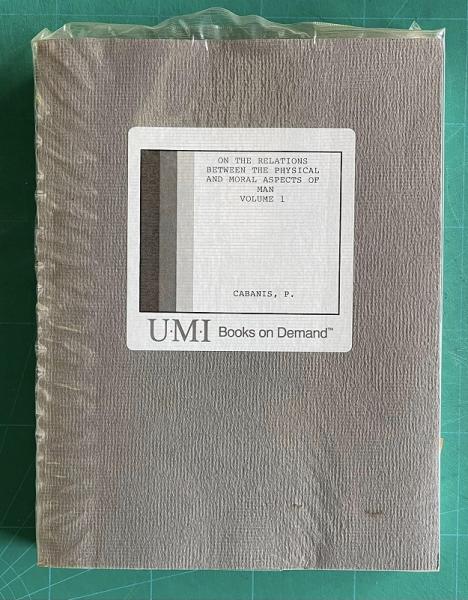 ON THE RELATIONS
BETWEEN THE PHYSICAL
AND MORAL ASPECTS OF
MAN
VOLUME 1
CABANIS, P.
U·M·I Books on Demand™